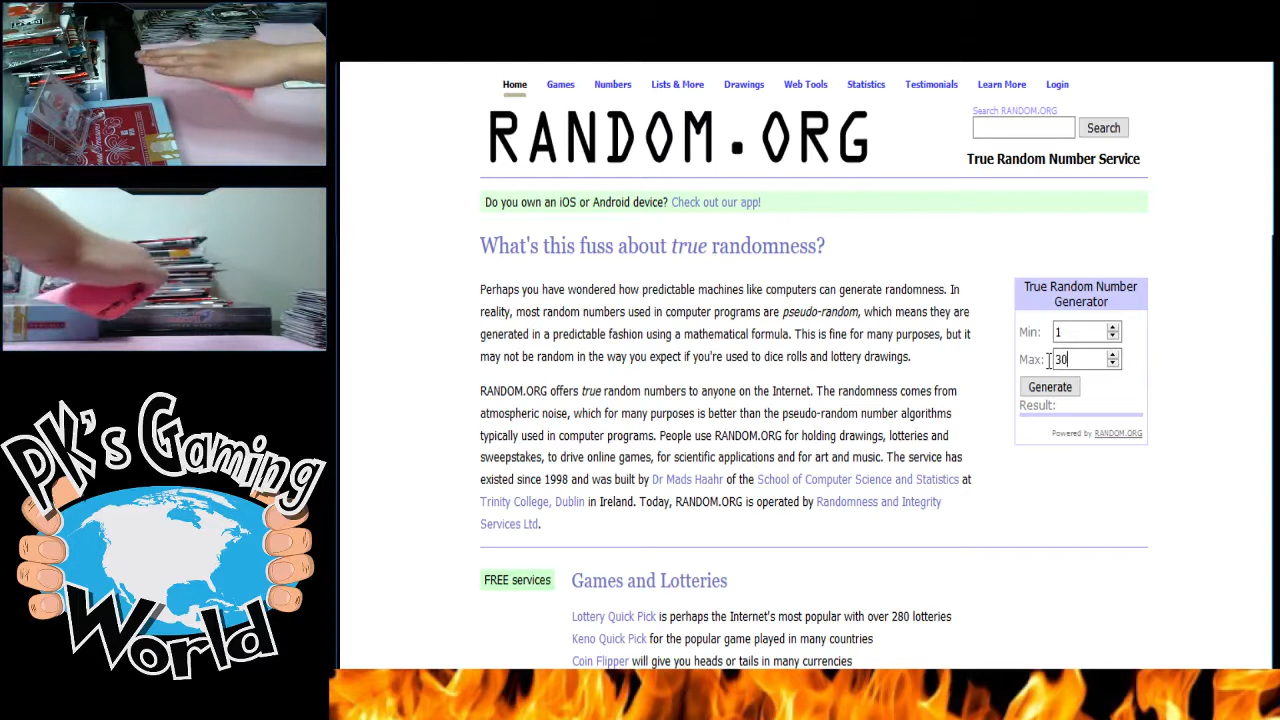 Home Games Numbers Lists & More Drawings Web Tools Statistics Testimonials Learn More Login
RANDOM.ORG
Search RANDOM.ORG
Search
True Random Number Service
Do you own an iOS or Android device? Check out our app!
What's this fuss about true randomness?
Perhaps you have wondered how predictable machines like computers can generate randomness. In
reality, most random numbers used in computer programs are pseudo-random, which means they are
generated in a predictable fashion using a mathematical formula. This is fine for many purposes, but it
may not be random in the way you expect if you're used to dice rolls and lottery drawings.
RANDOM.ORG offers true random numbers to anyone on the Internet. The randomness comes from
atmospheric noise, which for many purposes is better than the pseudo-random number algorithms
typically used in computer programs. People use RANDOM.ORG for holding drawings, lotteries and
sweepstakes, to drive online games, for scientific applications and for art and music. The service has
existed since 1998 and was built by Dr Mads Haahr of the School of Computer Science and Statistics at
Trinity College, Dublin in Ireland. Today, RANDOM.ORG is operated by Randomness and Integrity
Services Ltd.
True Random Number
Generator
Min: 1
Max: 30
Generate
Result:
Powered by RANDOM.ORG
FREE services
Games and Lotteries
Lottery Quick Pick is perhaps the Internet's most popular with over 280 lotteries
Keno Quick Pick for the popular game played in many countries
Coin Flipper will give you heads or tails in many currencies
PK's Gaming
World